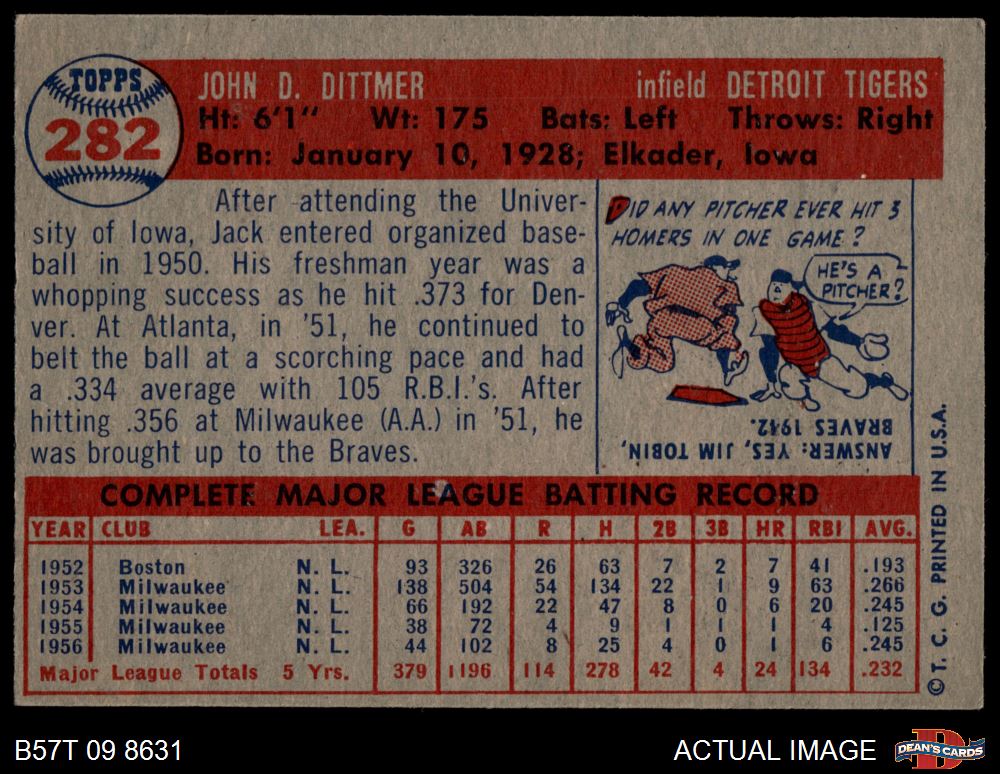 TOPPS
282
JOHN D. DITTMER infield DETROIT TIGERS
Ht: 6'1" Wt: 175 Bats: Left Throws: Right
Born: January 10, 1928; Elkader, Iowa
After attending the Univer-
sity of Iowa, Jack entered organized base-
ball in 1950. His freshman year was a
whopping success as he hit .373 for Den-
ver. At Atlanta, in '51, he continued to
belt the ball at a scorching pace and had
a .334 average with 105 R.B.I.'s. After
hitting .356 at Milwaukee (A.A.) in '51, he
was brought up to the Braves.
DID ANY PITCHER EVER HIT 3
HOMERS IN ONE GAME?
HE'S A
PITCHER?
ANSWER: YES, JIM TOBIN,
BRAVES 1942.
COMPLETE MAJOR LEAGUE BATTING RECORD
YEAR CLUB LEA. G AB R H 2B 3B HR RBI AVG.
1952 Boston N. L. 93 326 26 63 7 2 7 41 .193
1953 Milwaukee N. L. 138 504 54 134 22 1 9 63 .266
1954 Milwaukee N. L. 66 192 22 47 8 0 6 20 .245
1955 Milwaukee N. L. 38 72 4 9 1 1 1 4 .125
1956 Milwaukee N. L. 44 102 8 25 4 0 1 6 .245
Major League Totals 5 Yrs. 379 1196 114 278 42 4 24 134 .232
© T. C. G. PRINTED IN U.S.A.
B57T 09 8631
ACTUAL IMAGE
D
DEAN'S CARDS